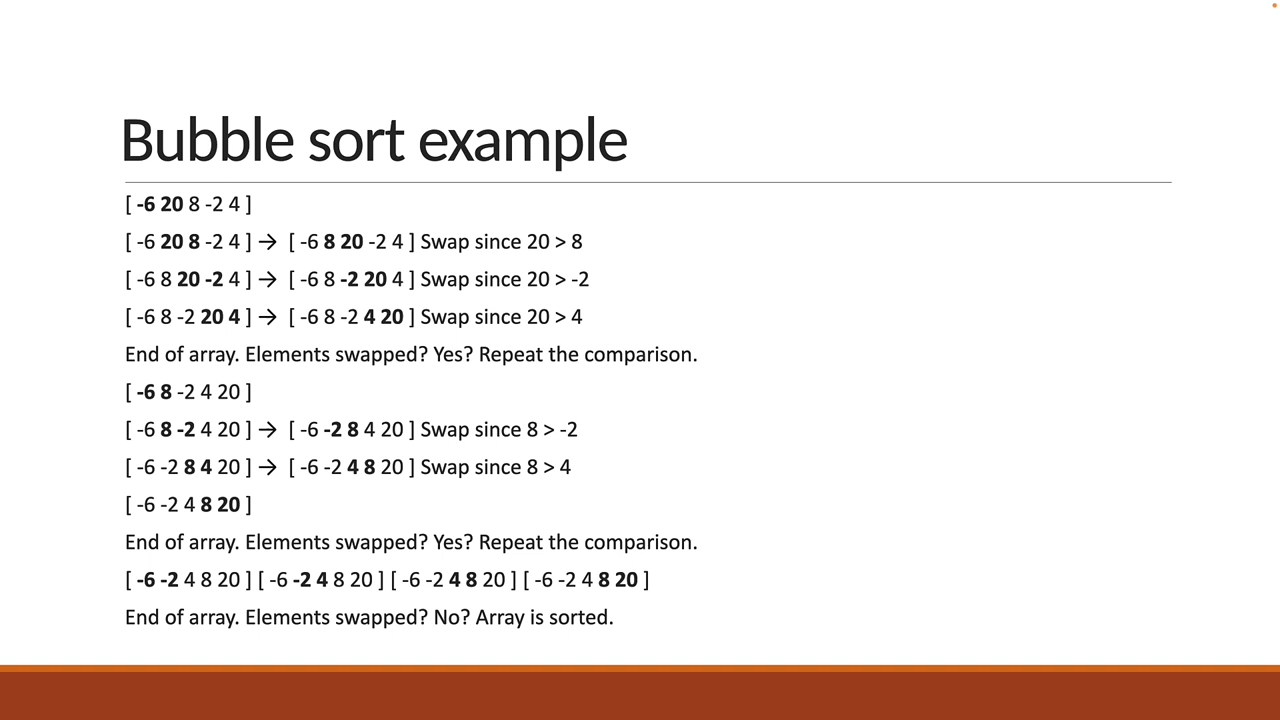 Bubble sort example
[ -6 20 8 -2 4 ]
[ -6 20 8 -2 4 ] → [ -6 8 20 -2 4 ] Swap since 20 > 8
[ -6 8 20 -2 4 ] → [ -6 8 -2 20 4 ] Swap since 20 > -2
[ -6 8 -2 20 4 ] → [ -6 8 -2 4 20 ] Swap since 20 > 4
End of array. Elements swapped? Yes? Repeat the comparison.
[ -6 8 -2 4 20 ]
[ -6 8 -2 4 20 ] → [ -6 -2 8 4 20 ] Swap since 8 > -2
[ -6 -2 8 4 20 ] → [ -6 -2 4 8 20 ] Swap since 8 > 4
[ -6 -2 4 8 20 ]
End of array. Elements swapped? Yes? Repeat the comparison.
[ -6 -2 4 8 20 ] [ -6 -2 4 8 20 ] [ -6 -2 4 8 20 ] [ -6 -2 4 8 20 ]
End of array. Elements swapped? No? Array is sorted.